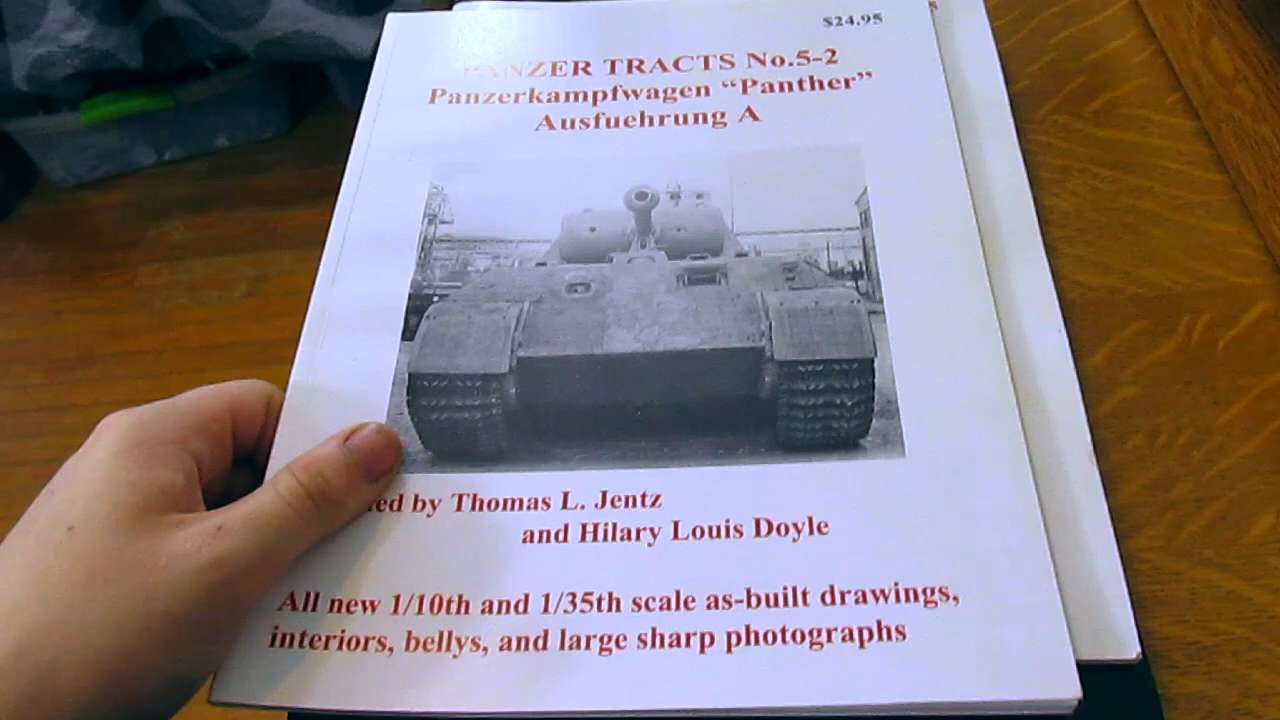 $24.95
PANZER TRACTS No.5-2
Panzerkampfwagen “Panther”
Ausfuehrung A
by Thomas L. Jentz
and Hilary Louis Doyle
All new 1/10th and 1/35th scale as-built drawings,
interiors, bellys, and large sharp photographs